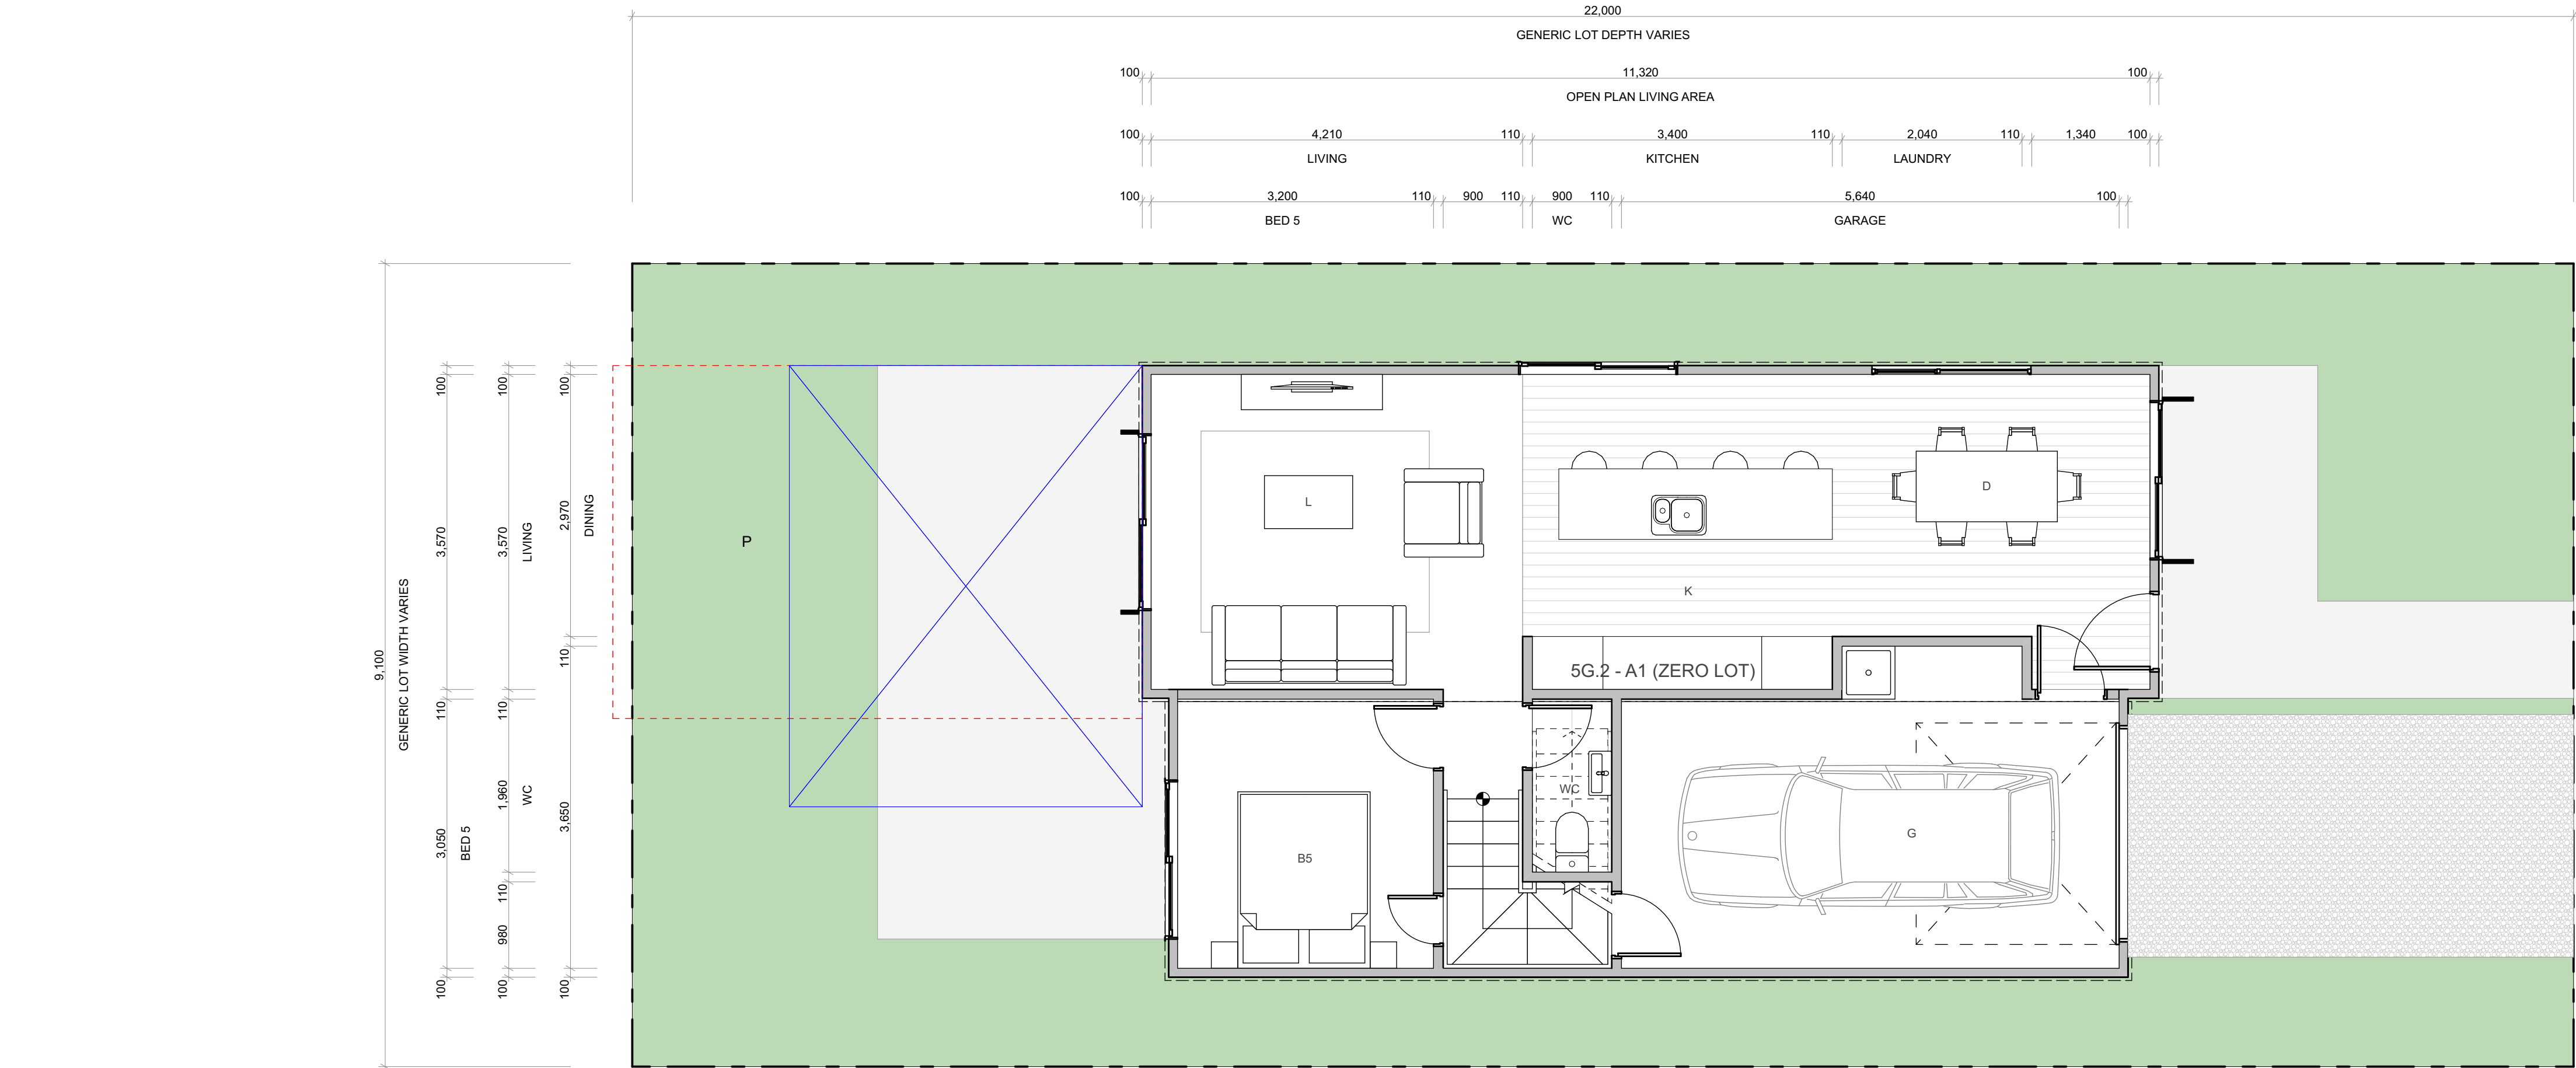 22,000
GENERIC LOT DEPTH VARIES
100 11,320 100
OPEN PLAN LIVING AREA
100 4,210 110 3,400 110 2,040 110 1,340 100
LIVING KITCHEN LAUNDRY
100 3,200 110 900 110 900 110 5,640 100
BED 5 WC GARAGE
9,100
GENERIC LOT WIDTH VARIES
100 3,570 110 3,050 100
BED 5
100 3,570 110 1,960 110 980 100
LIVING WC
100 2,970 110 3,650 100
DINING
P
L
D
K
5G.2 - A1 (ZERO LOT)
WC
G
B5